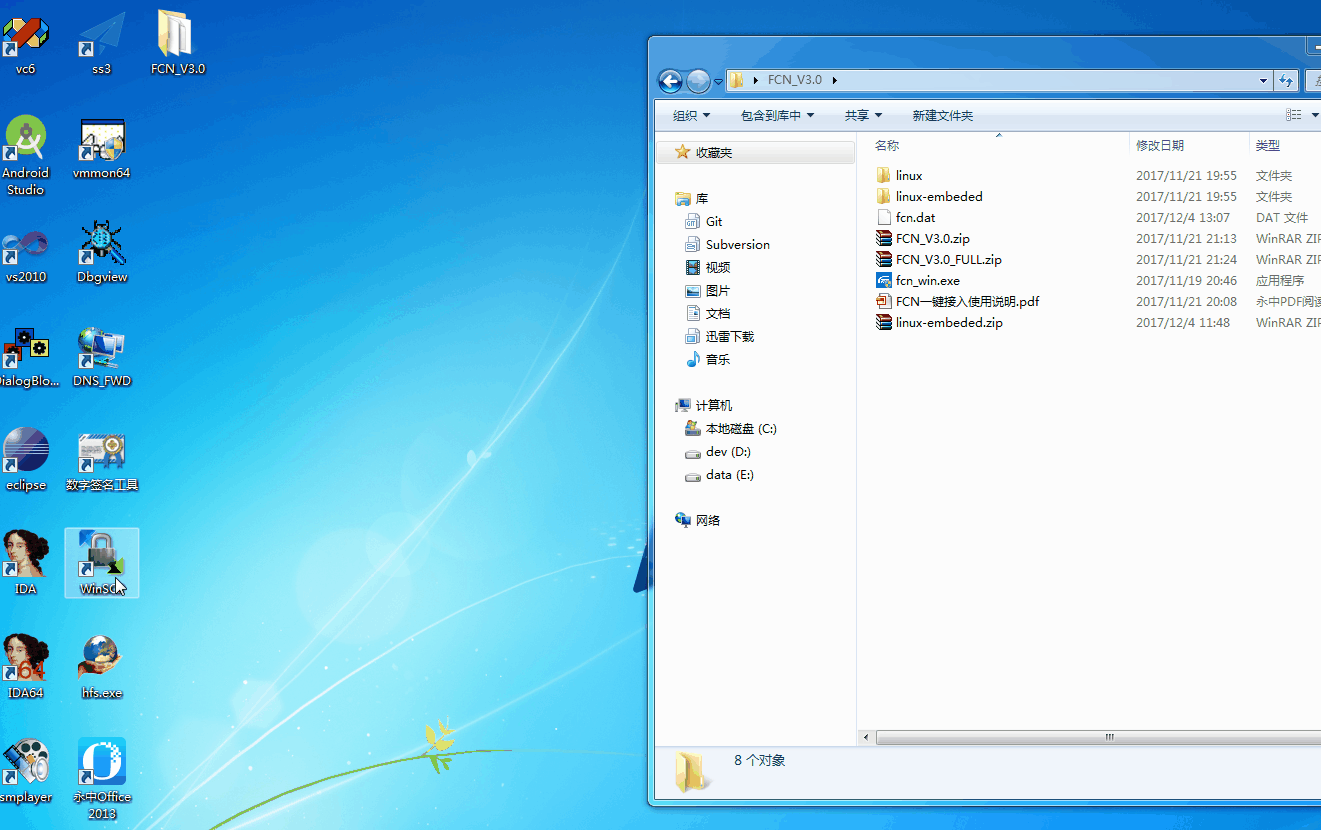 vc6
ss3
FCN_V3.0
Android
Studio
vmmon64
vs2010
Dbgview
DialogBlo...
DNS_FWD
eclipse
数字签名工具
IDA
WinSC
IDA64
hfs.exe
smplayer
永中Office
2013
FCN_V3.0
组织
包含到库中
共享
新建文件夹
收藏夹
库
Git
Subversion
视频
图片
文档
迅雷下载
音乐
计算机
本地磁盘 (C:)
dev (D:)
data (E:)
网络
名称 修改日期 类型
linux 2017/11/21 19:55 文件夹
linux-embeded 2017/11/21 19:55 文件夹
fcn.dat 2017/12/4 13:07 DAT 文件
FCN_V3.0.zip 2017/11/21 21:13 WinRAR ZIP
FCN_V3.0_FULL.zip 2017/11/21 21:24 WinRAR ZIP
fcn_win.exe 2017/11/19 20:46 应用程序
FCN一键接入使用说明.pdf 2017/11/21 20:08 永中PDF阅读
linux-embeded.zip 2017/12/4 11:48 WinRAR ZIP
8 个对象